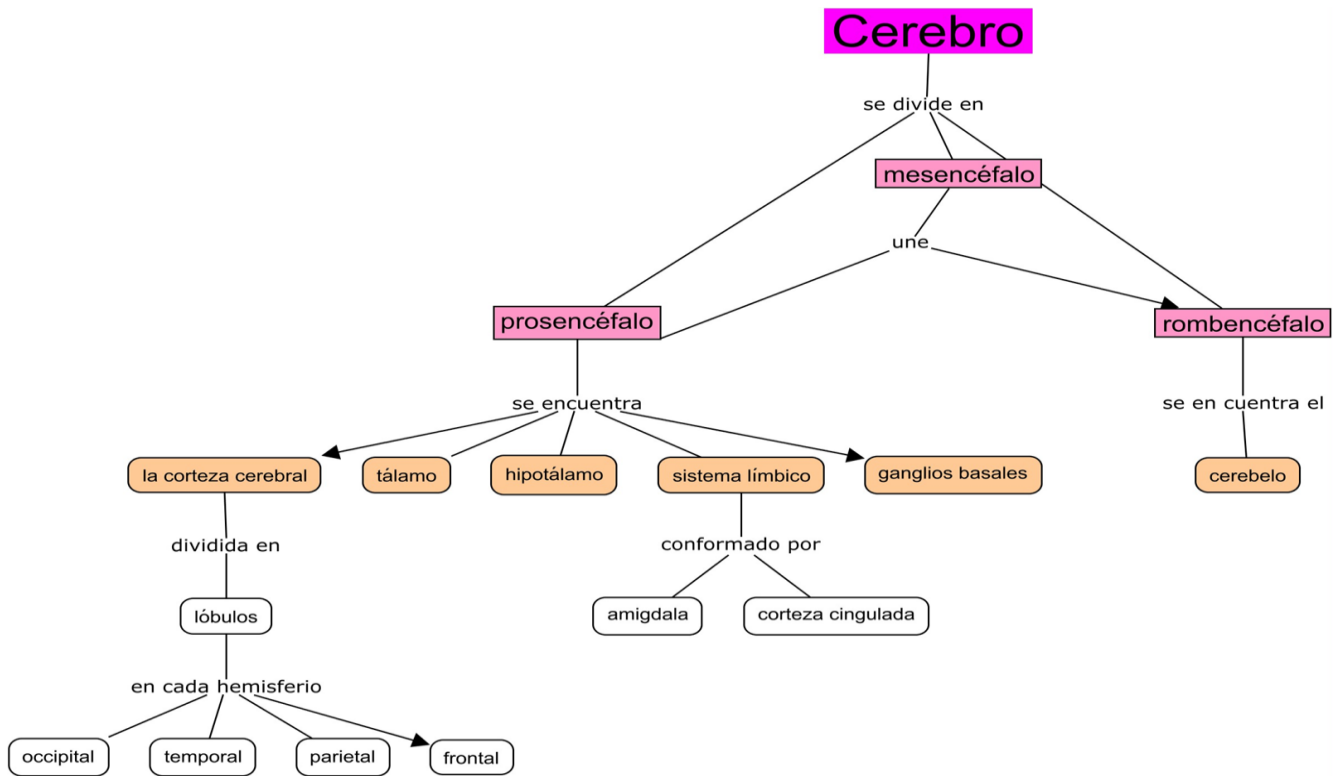 Cerebro
se divide en
mesencéfalo
une
prosencéfalo
rombencéfalo
se encuentra
se en cuentra el
la corteza cerebral
tálamo
hipotálamo
sistema límbico
ganglios basales
cerebelo
dividida en
conformado por
lóbulos
amigdala
corteza cingulada
en cada hemisferio
occipital
temporal
parietal
frontal